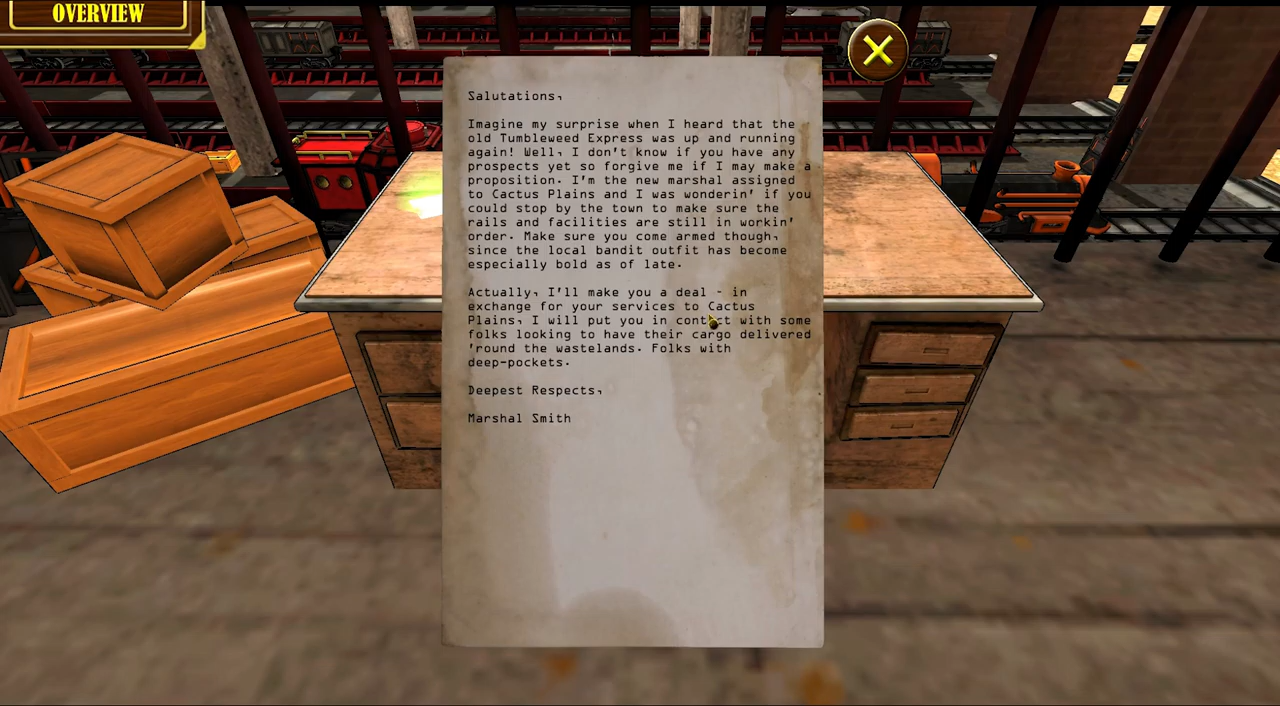 OVERVIEW
Salutations,
Imagine my surprise when I heard that the
old Tumbleweed Express was up and running
again! Well, I don't know if you have any
prospects yet so forgive me if I may make a
proposition. I'm the new marshal assigned
to Cactus Plains and I was wonderin' if you
could stop by the town to make sure the
rails and facilities are still in workin'
order. Make sure you come armed though,
since the local bandit outfit has become
especially bold as of late.
Actually, I'll make you a deal - in
exchange for your services to Cactus
Plains, I will put you in contact with some
folks looking to have their cargo delivered
'round the wastelands. Folks with
deep-pockets.
Deepest Respects,
Marshal Smith